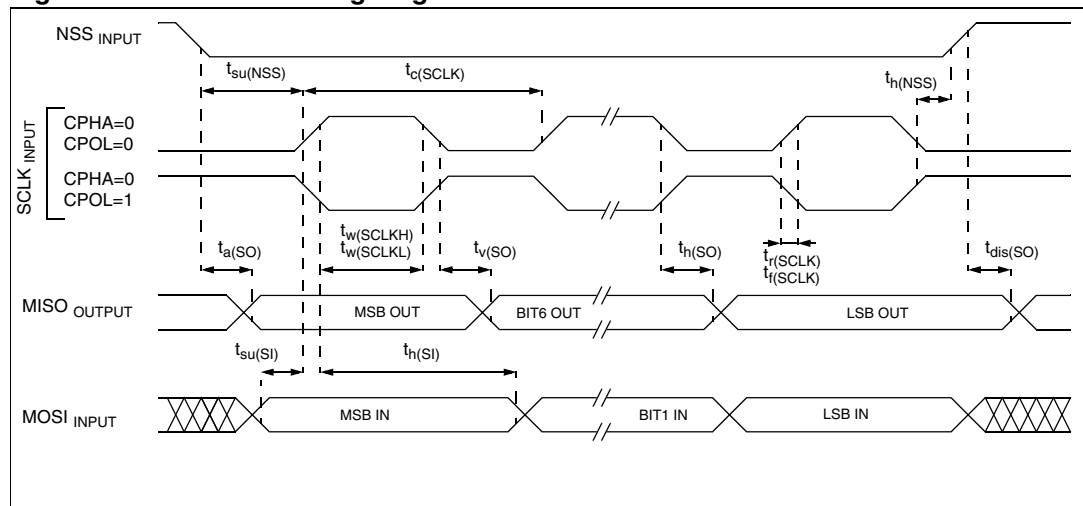 NSS INPUT
tsu(NSS)
tc(SCLK)
th(NSS)
SCLK INPUT
CPHA=0
CPOL=0
CPHA=0
CPOL=1
tw(SCLKH)
tw(SCLKL)
ta(SO)
tv(SO)
th(SO)
tr(SCLK)
tf(SCLK)
tdis(SO)
MISO OUTPUT
MSB OUT
BIT6 OUT
LSB OUT
tsu(SI)
th(SI)
MOSI INPUT
MSB IN
BIT1 IN
LSB IN